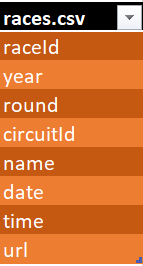 races.csv
raceId
year
round
circuitId
name
date
time
url